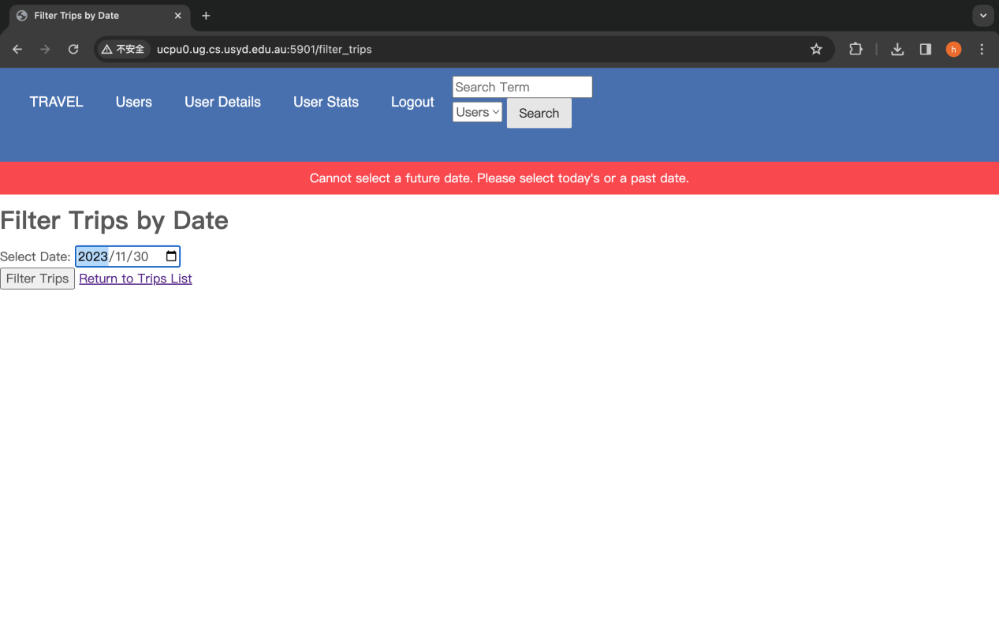 Filter Trips by Date
不安全 ucpu0.ug.cs.usyd.edu.au:5901/filter_trips
h
TRAVEL Users User Details User Stats Logout
Search Term
Users Search
Cannot select a future date. Please select today's or a past date.
Filter Trips by Date
Select Date: 2023/11/30
Filter Trips Return to Trips List